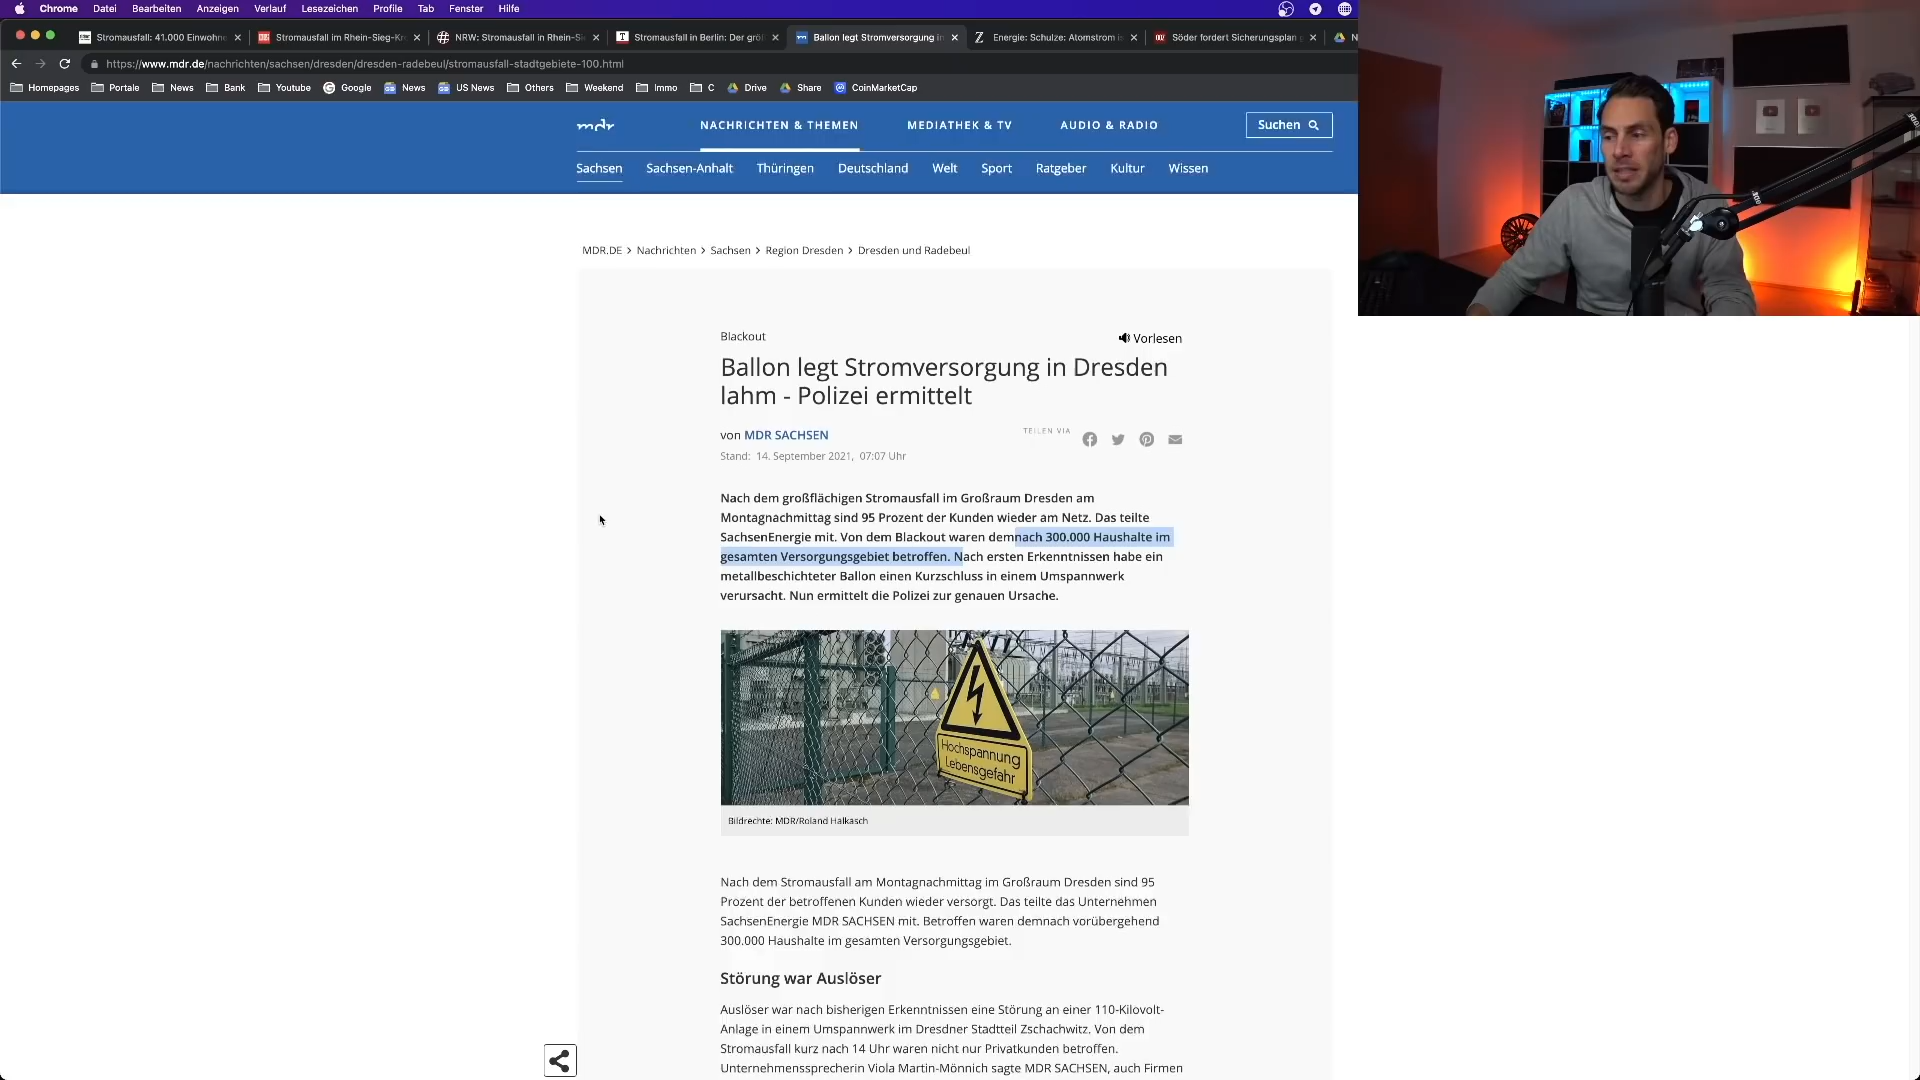 Chrome Datei Bearbeiten Anzeigen Verlauf Lesezeichen Profile Tab Fenster Hilfe
Stromausfall: 41.000 Einwohne Stromausfall im Rhein-Sieg-Kr NRW: Stromausfall in Rhein-Si Stromausfall in Berlin: Der grö Ballon legt Stromversorgung in Energie: Schulze: Atomstrom is Söder fordert Sicherungsplan N
https://www.mdr.de/nachrichten/sachsen/dresden/dresden-radebeul/stromausfall-stadtgebiete-100.html
Homepages Portale News Bank Youtube Google News US News Others Weekend Immo C Drive Share CoinMarketCap
mdr NACHRICHTEN & THEMEN MEDIATHEK & TV AUDIO & RADIO Suchen
Sachsen Sachsen-Anhalt Thüringen Deutschland Welt Sport Ratgeber Kultur Wissen
MDR.DE > Nachrichten > Sachsen > Region Dresden > Dresden und Radebeul
Blackout Vorlesen
Ballon legt Stromversorgung in Dresden
lahm - Polizei ermittelt
von MDR SACHSEN TEILEN VIA
Stand: 14. September 2021, 07:07 Uhr
Nach dem großflächigen Stromausfall im Großraum Dresden am
Montagnachmittag sind 95 Prozent der Kunden wieder am Netz. Das teilte
SachsenEnergie mit. Von dem Blackout waren demnach 300.000 Haushalte im
gesamten Versorgungsgebiet betroffen. Nach ersten Erkenntnissen habe ein
metallbeschichteter Ballon einen Kurzschluss in einem Umspannwerk
verursacht. Nun ermittelt die Polizei zur genauen Ursache.
Hochspannung
Lebensgefahr
Bildrechte: MDR/Roland Halkasch
Nach dem Stromausfall am Montagnachmittag im Großraum Dresden sind 95
Prozent der betroffenen Kunden wieder versorgt. Das teilte das Unternehmen
SachsenEnergie MDR SACHSEN mit. Betroffen waren demnach vorübergehend
300.000 Haushalte im gesamten Versorgungsgebiet.
Störung war Auslöser
Auslöser war nach bisherigen Erkenntnissen eine Störung an einer 110-Kilovolt-
Anlage in einem Umspannwerk im Dresdner Stadtteil Zschachwitz. Von dem
Stromausfall kurz nach 14 Uhr waren nicht nur Privatkunden betroffen.
Unternehmenssprecherin Viola Martin-Mönnich sagte MDR SACHSEN, auch Firmen